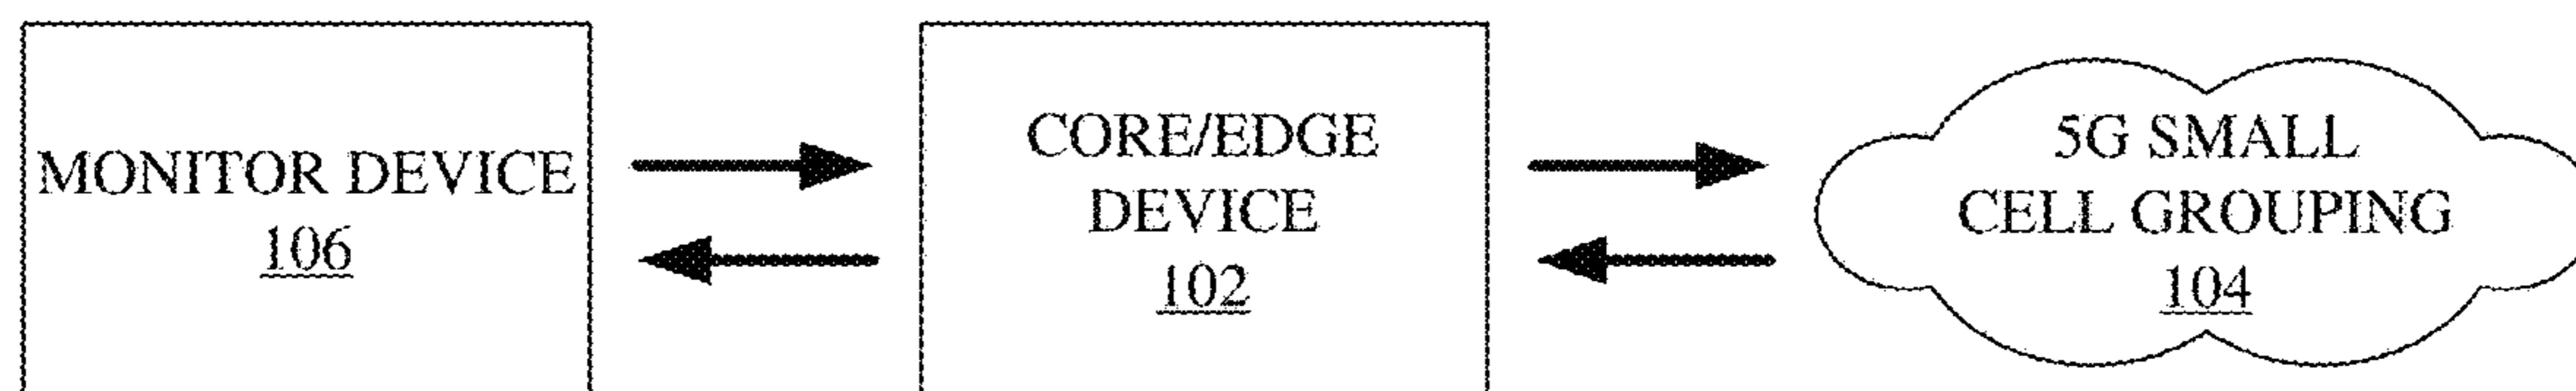 MONITOR DEVICE
106
CORE/EDGE
DEVICE
102
5G SMALL
CELL GROUPING
104